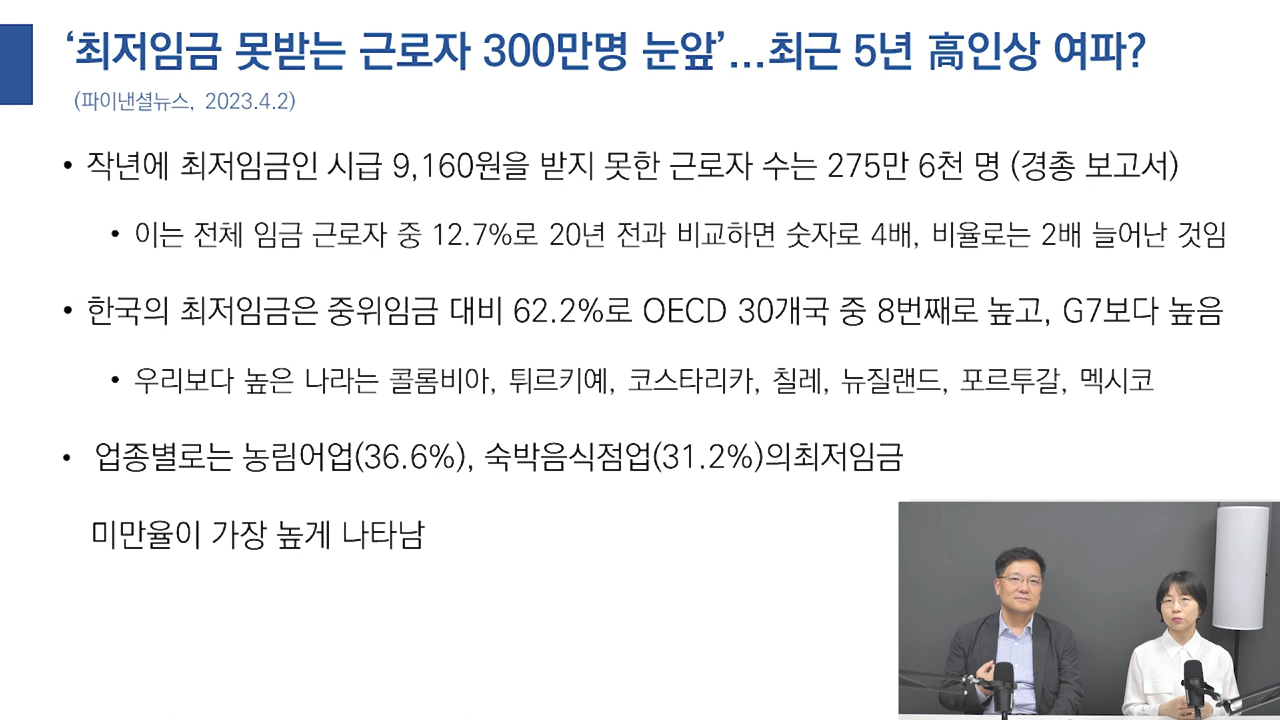 ‘최저임금 못받는 근로자 300만명 눈앞’...최근 5년 高인상 여파?
(파이낸셜뉴스, 2023.4.2)
• 작년에 최저임금인 시급 9,160원을 받지 못한 근로자 수는 275만 6천 명 (경총 보고서)
• 이는 전체 임금 근로자 중 12.7%로 20년 전과 비교하면 숫자로 4배, 비율로는 2배 늘어난 것임
• 한국의 최저임금은 중위임금 대비 62.2%로 OECD 30개국 중 8번째로 높고, G7보다 높음
• 우리보다 높은 나라는 콜롬비아, 튀르키예, 코스타리카, 칠레, 뉴질랜드, 포르투갈, 멕시코
• 업종별로는 농림어업(36.6%), 숙박음식점업(31.2%)의최저임금
미만율이 가장 높게 나타남